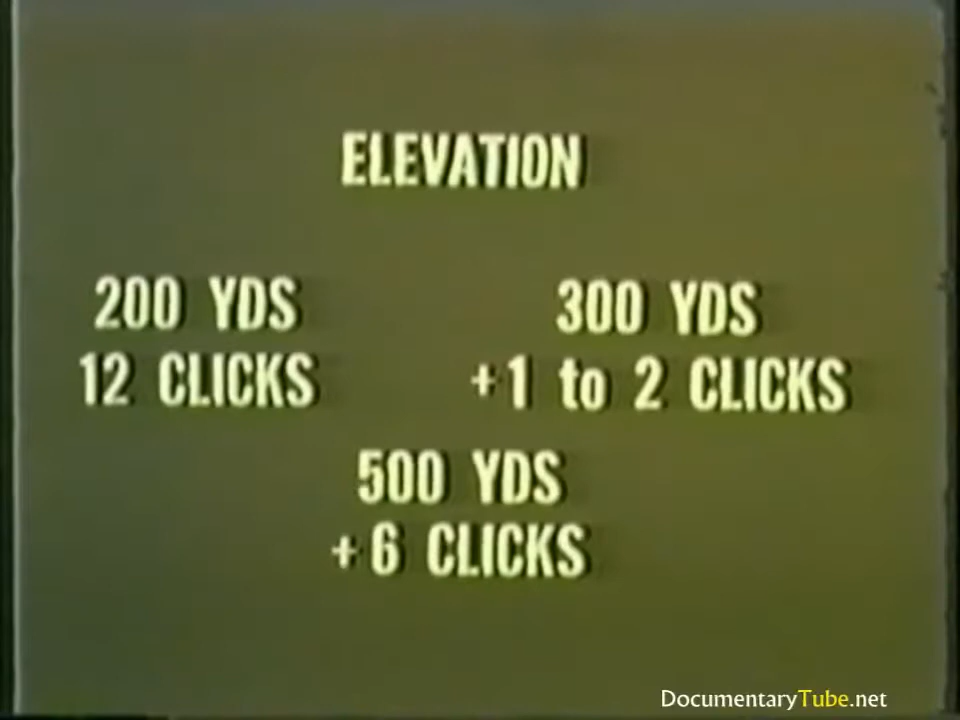 ELEVATION
200 YDS
12 CLICKS
300 YDS
+1 to 2 CLICKS
500 YDS
+6 CLICKS
DocumentaryTube.net